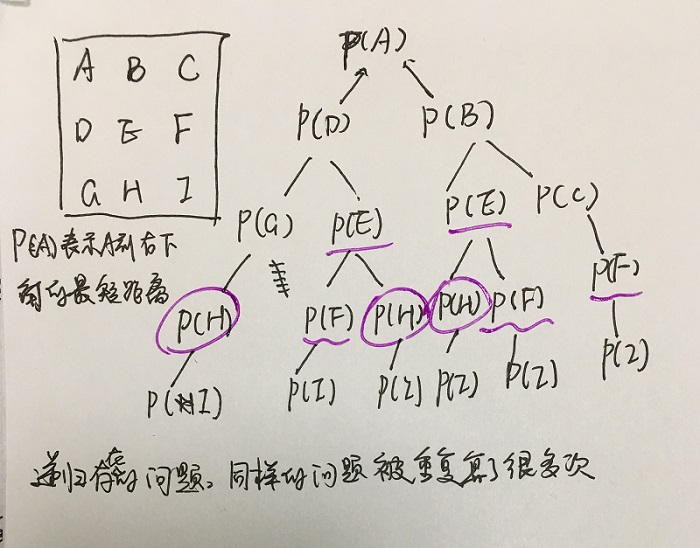 P(A)
A B C
P(D) P(B)
D E F
G H I
P(G) P(E) P(E) P(C)
P(A)表示A到右下
角的最短距离
P(H) P(F) P(H) P(H) P(F) P(F)
P(I) P(I) P(I) P(I) P(I) P(I)
递归存在的问题。同样的问题被重复算了很多次